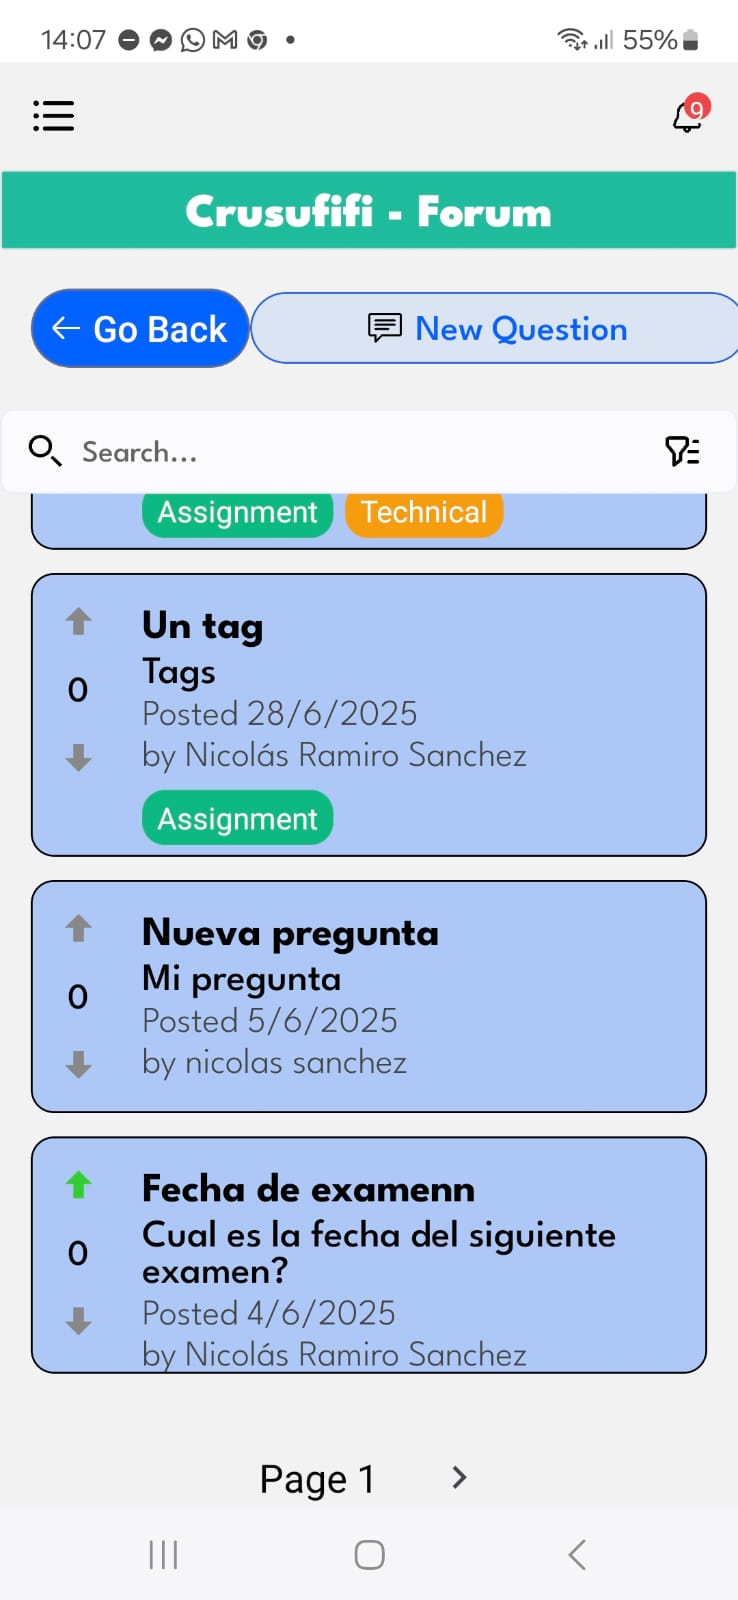 14:07
55%
9
Crusufifi - Forum
Go Back
New Question
Search...
Assignment Technical
Un tag
Tags
0
Posted 28/6/2025
by Nicolás Ramiro Sanchez
Assignment
Nueva pregunta
Mi pregunta
0
Posted 5/6/2025
by nicolas sanchez
Fecha de examenn
Cual es la fecha del siguiente
0
examen?
Posted 4/6/2025
by Nicolás Ramiro Sanchez
Page 1